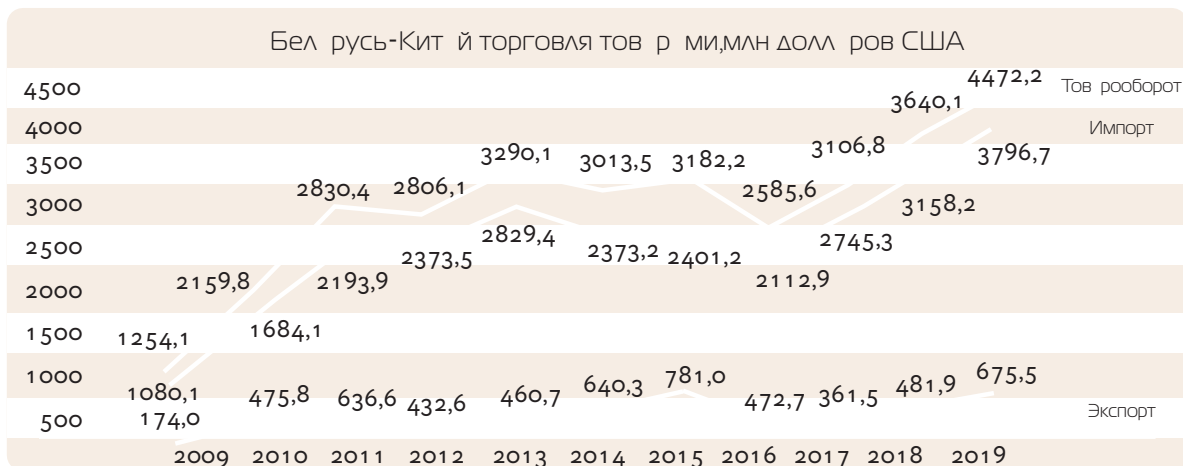 Бел русь-Кит й торговля тов р ми,млн долл ров США
4500 4472,2 Тов рооборот
3640,1
4000 Импорт
3500 3290,1 3013,5 3182,2 3106,8 3796,7
2830,4 2806,1 2585,6
3000 3158,2
2500 2829,4 2373,2 2401,2 2745,3
2373,5
2159,8 2193,9 2112,9
2000
1500 1254,1 1684,1
1000 640,3 781,0 675,5
1080,1 475,8 636,6 432,6 460,7 472,7 361,5 481,9
500 174,0 Экспорт
2009 2010 2011 2012 2013 2014 2015 2016 2017 2018 2019